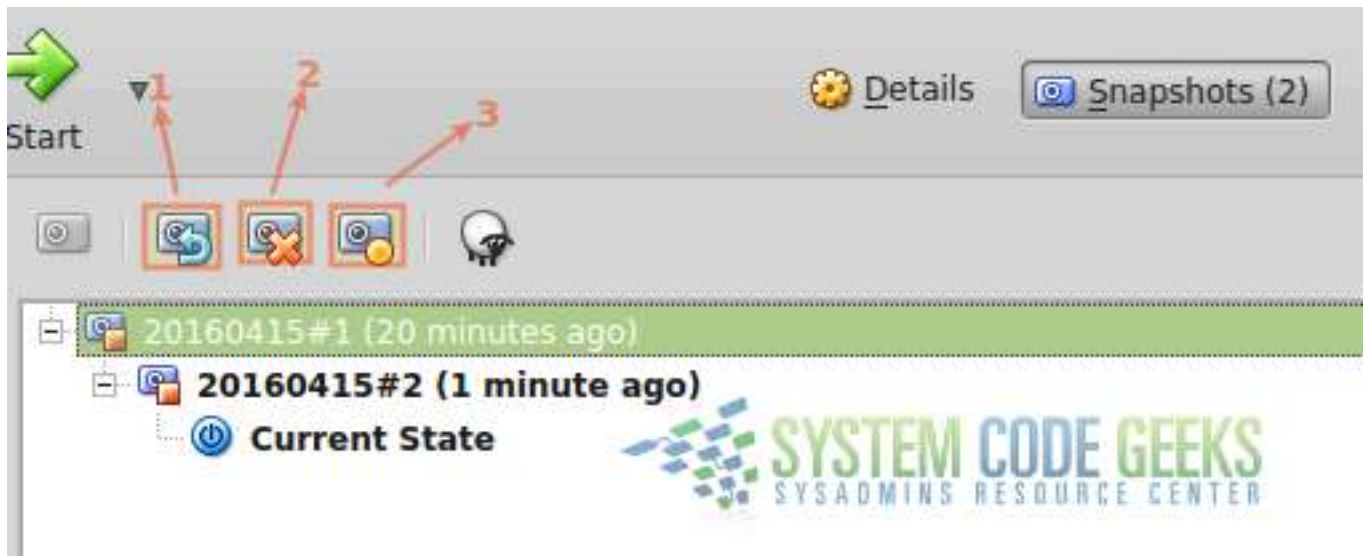 1
2
3
Start
Details
Snapshots (2)
20160415#1 (20 minutes ago)
20160415#2 (1 minute ago)
Current State
SYSTEM CODE GEEKS
SYSADMINS RESOURCE CENTER